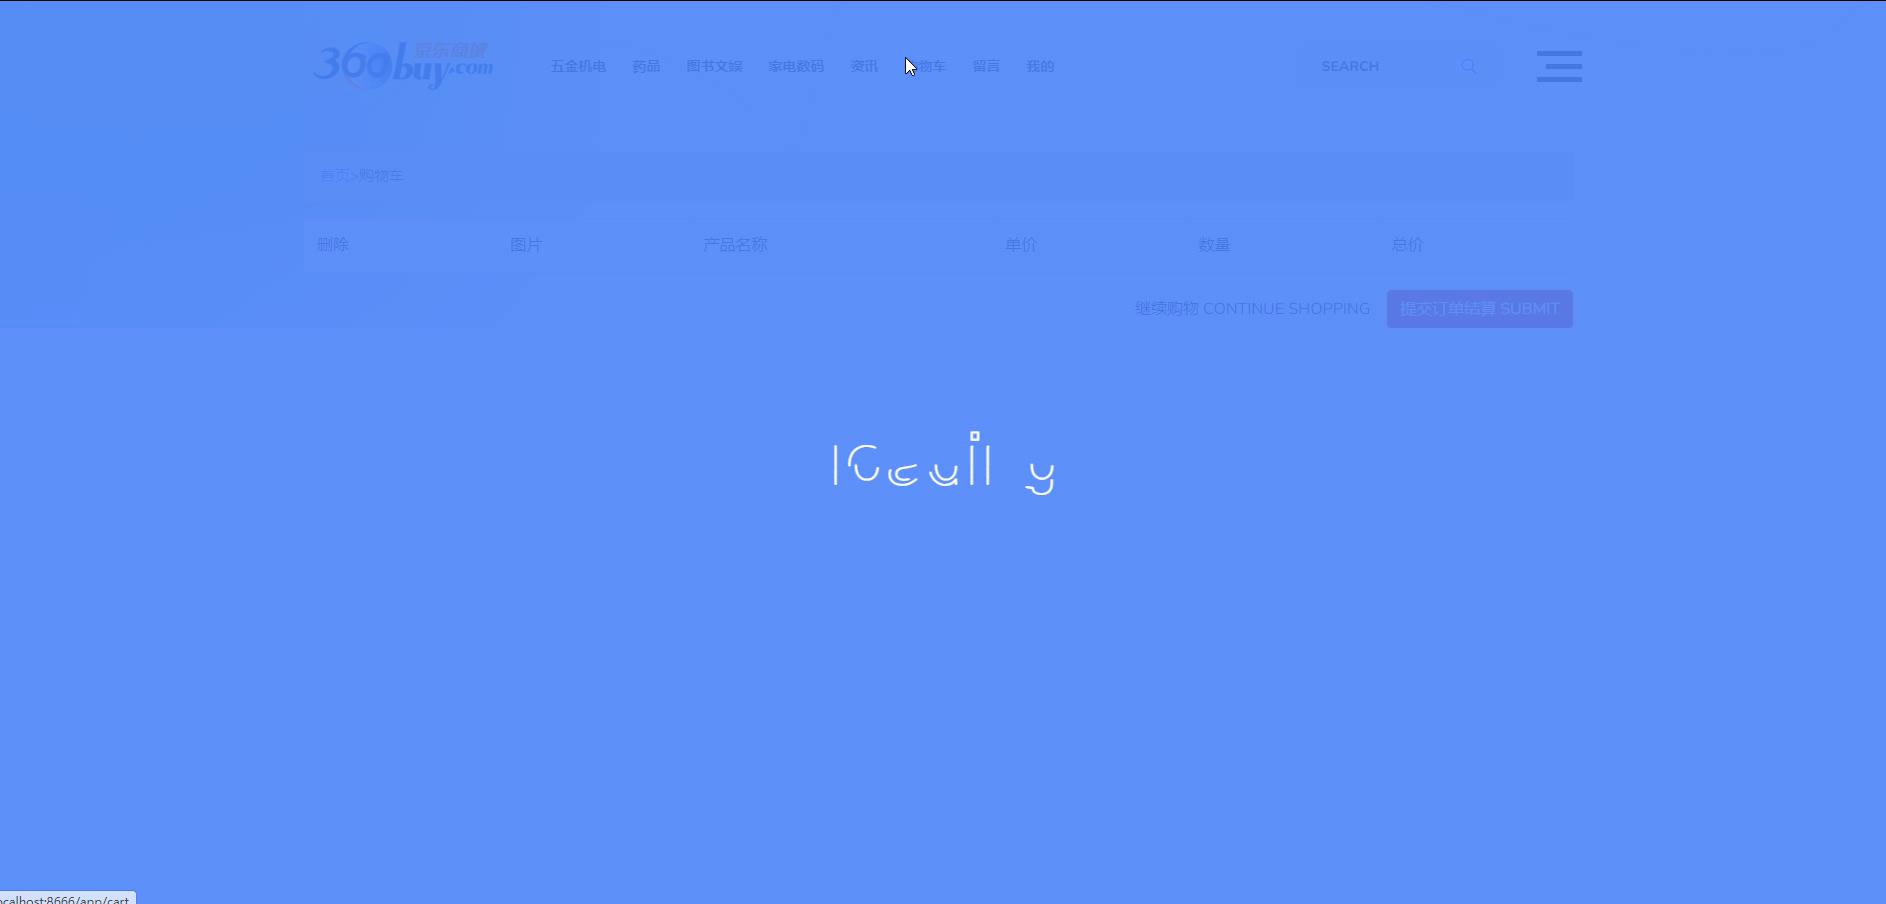 360buy.com 京东商城
五金机电 药品 图书文娱 家电数码 资讯 物车 留言 我的
SEARCH
首页>购物车
删除 图片 产品名称 单价 数量 总价
继续购物 CONTINUE SHOPPING 提交订单结算 SUBMIT
ocalhost:8666/app/cart